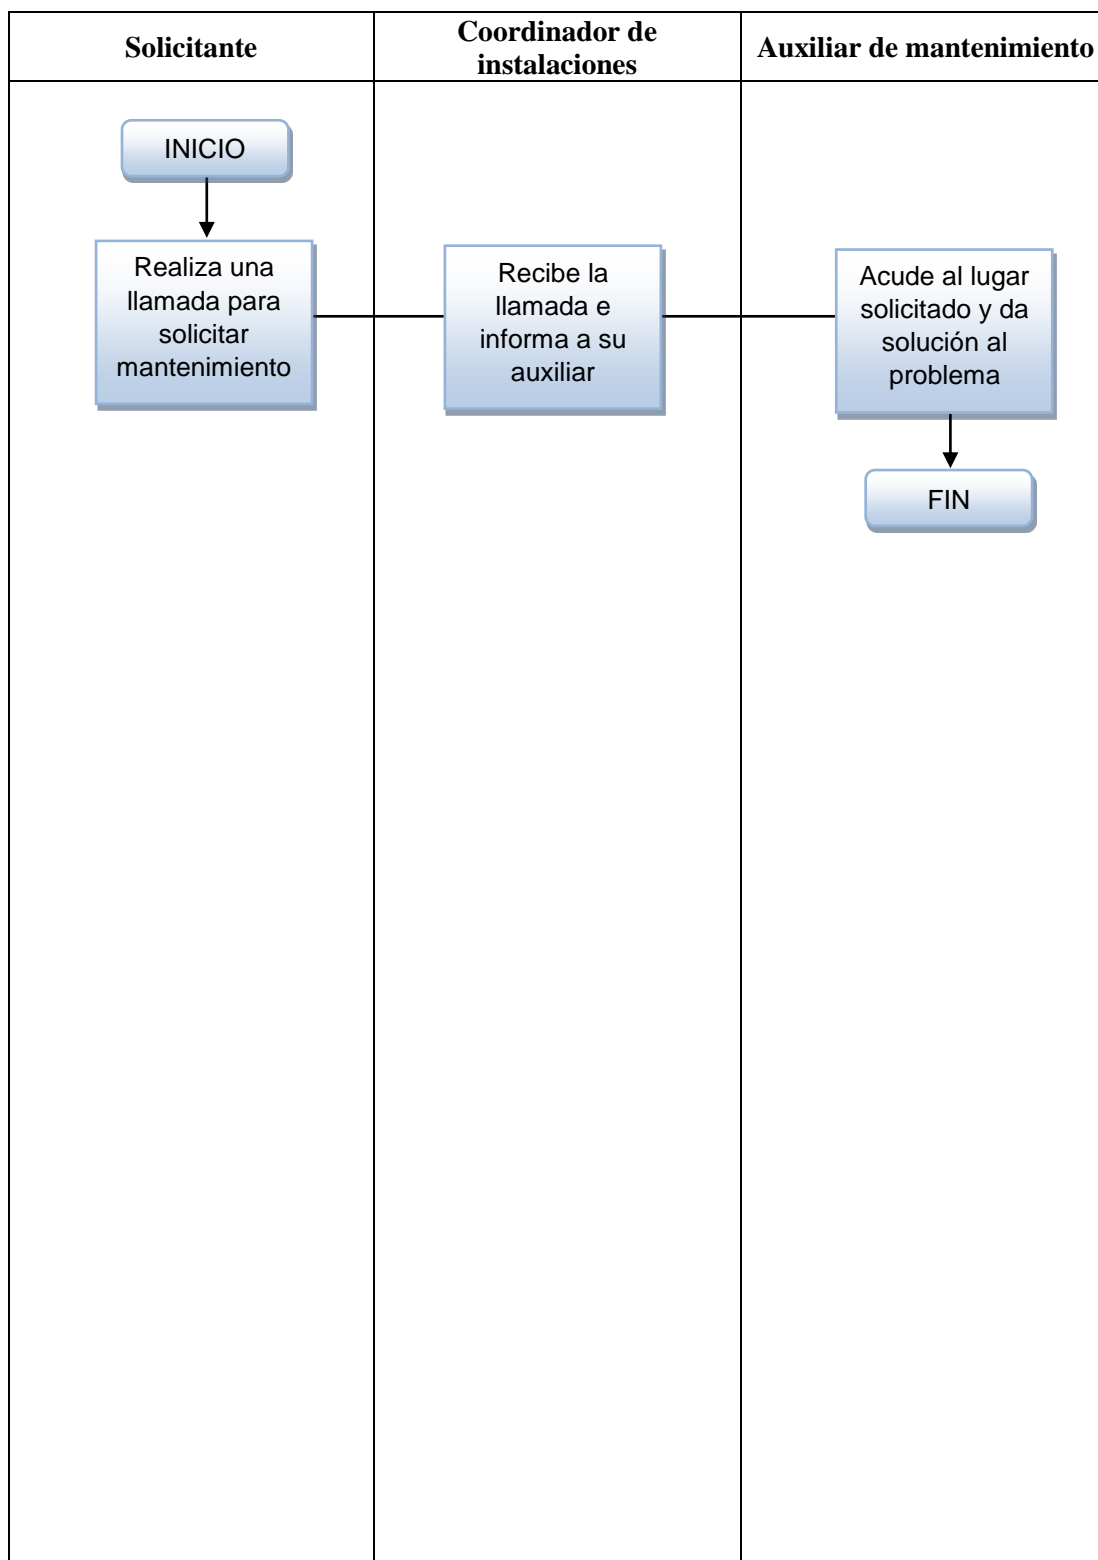 Solicitante
Coordinador de
instalaciones
Auxiliar de mantenimiento
INICIO
Realiza una
llamada para
solicitar
mantenimiento
Recibe la
llamada e
informa a su
auxiliar
Acude al lugar
solicitado y da
solución al
problema
FIN